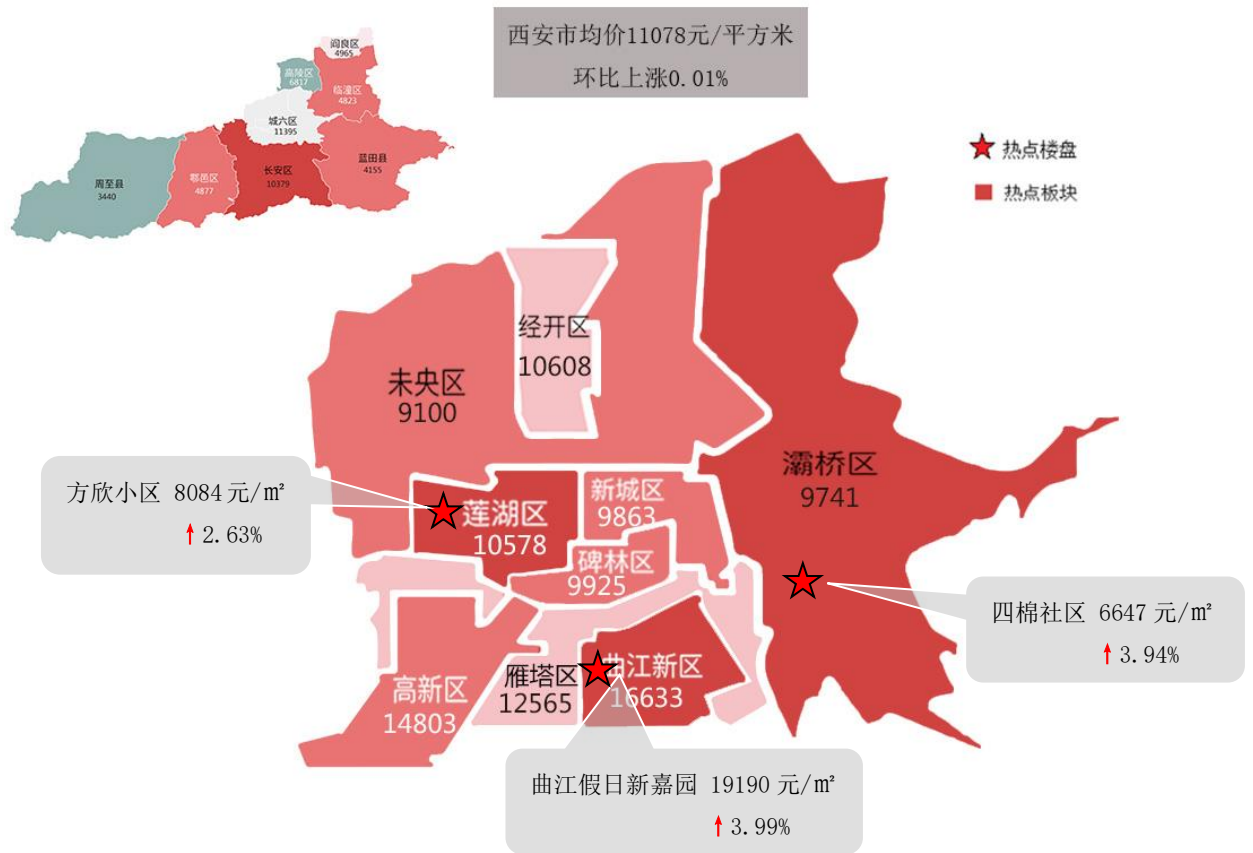 阎良区
4965
高陵区
6817
临潼区
4823
城六区
11395
蓝田县
4155
长安区
10379
鄠邑区
4877
周至县
3440
西安市均价11078元/平方米
环比上涨0.01%
热点楼盘
热点板块
经开区
10608
未央区
9100
灞桥区
9741
方欣小区 8084元/㎡
↑2.63%
莲湖区
10578
新城区
9863
碑林区
9925
四棉社区 6647 元/㎡
↑3.94%
高新区
14803
雁塔区
12565
曲江新区
16633
曲江假日新嘉园 19190 元/㎡
↑3.99%